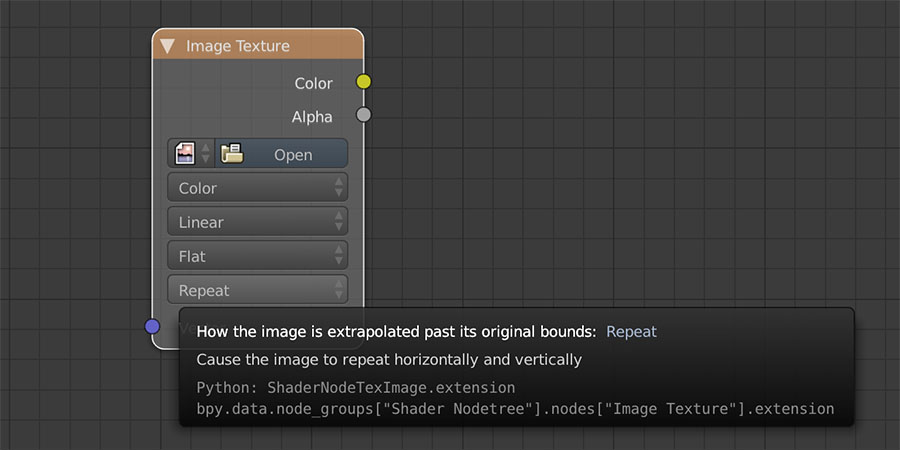 Image Texture
Color
Alpha
Open
Color
Linear
Flat
Repeat
How the image is extrapolated past its original bounds: Repeat
Cause the image to repeat horizontally and vertically
Python: ShaderNodeTexImage.extension
bpy.data.node_groups["Shader Nodetree"].nodes["Image Texture"].extension